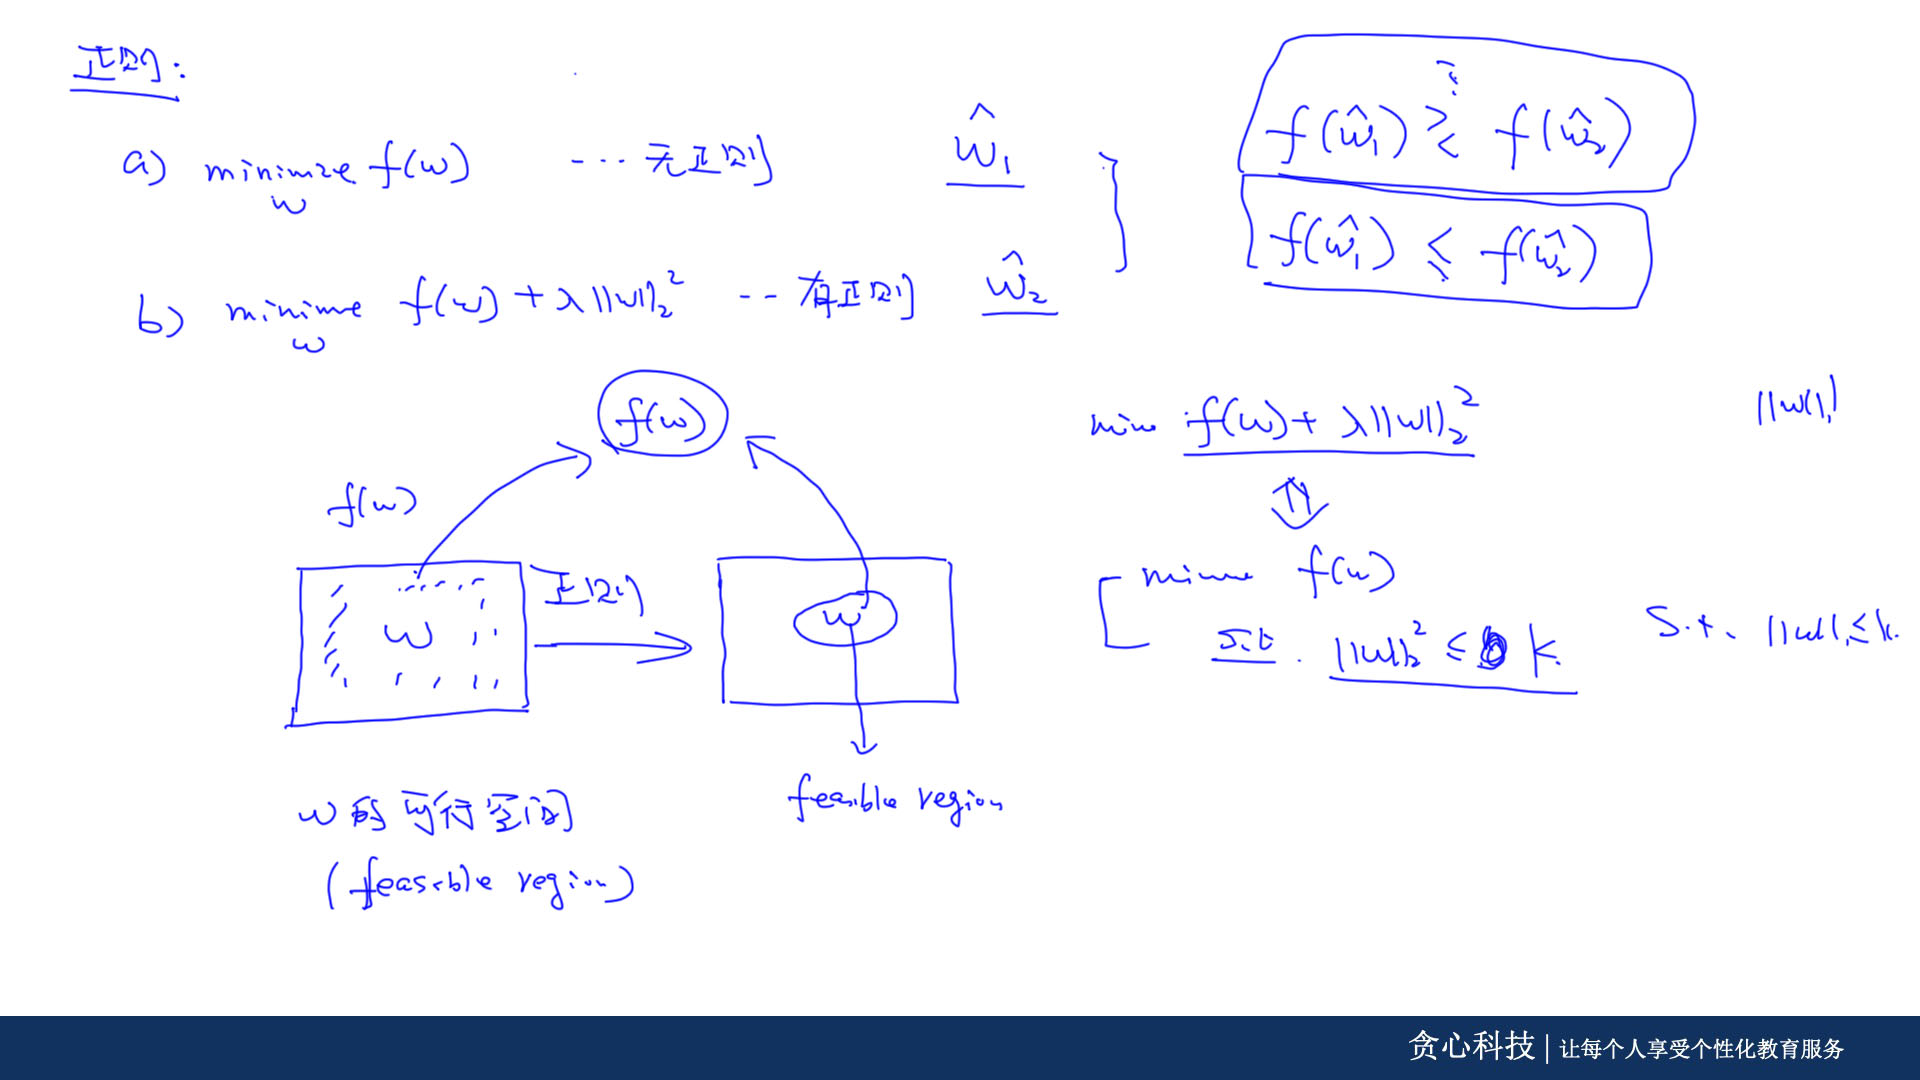 正则:
a) minimize f(w) ... 无正则 ŵ₁
w
b) minime f(w) + λ||w||₂² -- 有正则 ŵ₂
w
?
f(ŵ₁) ≷ f(ŵ₂)
f(ŵ₁) ≤ f(ŵ₂)
f(w)
f(w)
w
正则
w
w的可行空间
(feasible region)
feasible region
min f(w) + λ||w||₂²
||w||₁
⇕
minime f(w)
s.t. ||w||₂² ≤ k.
S.t. ||w||₁ ≤ k.
贪心科技 | 让每个人享受个性化教育服务